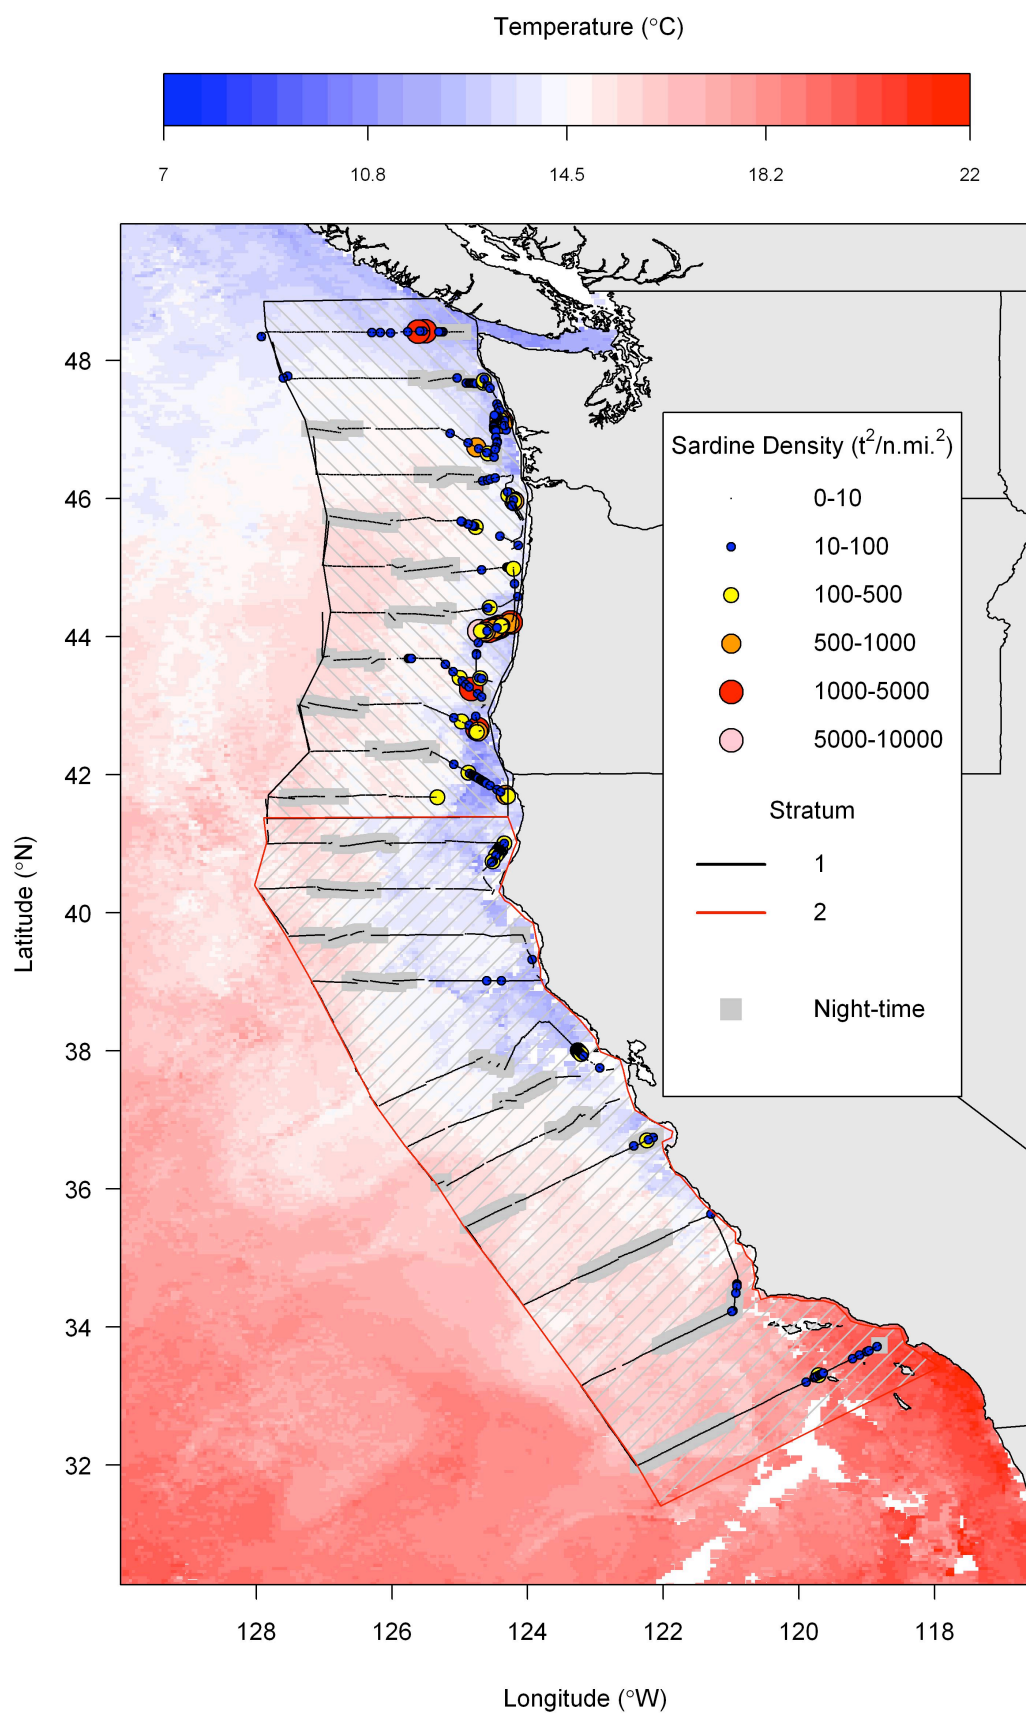 Temperature (°C)
7 10.8 14.5 18.2 22
Sardine Density (t²/n.mi.²)
0-10
10-100
100-500
500-1000
1000-5000
5000-10000
Stratum
1
2
Night-time
Latitude (°N)
48
46
44
42
40
38
36
34
32
128 126 124 122 120 118
Longitude (°W)